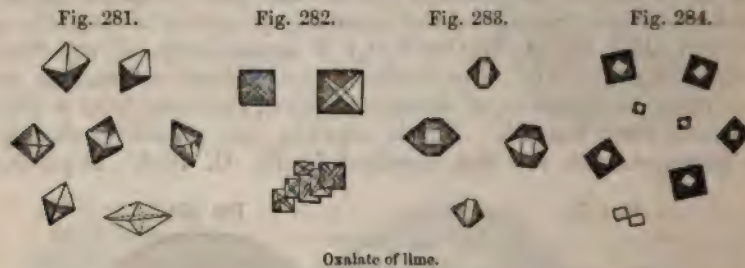 Fig. 281. Fig. 282. Fig. 283. Fig. 284.
Oxalate of lime.